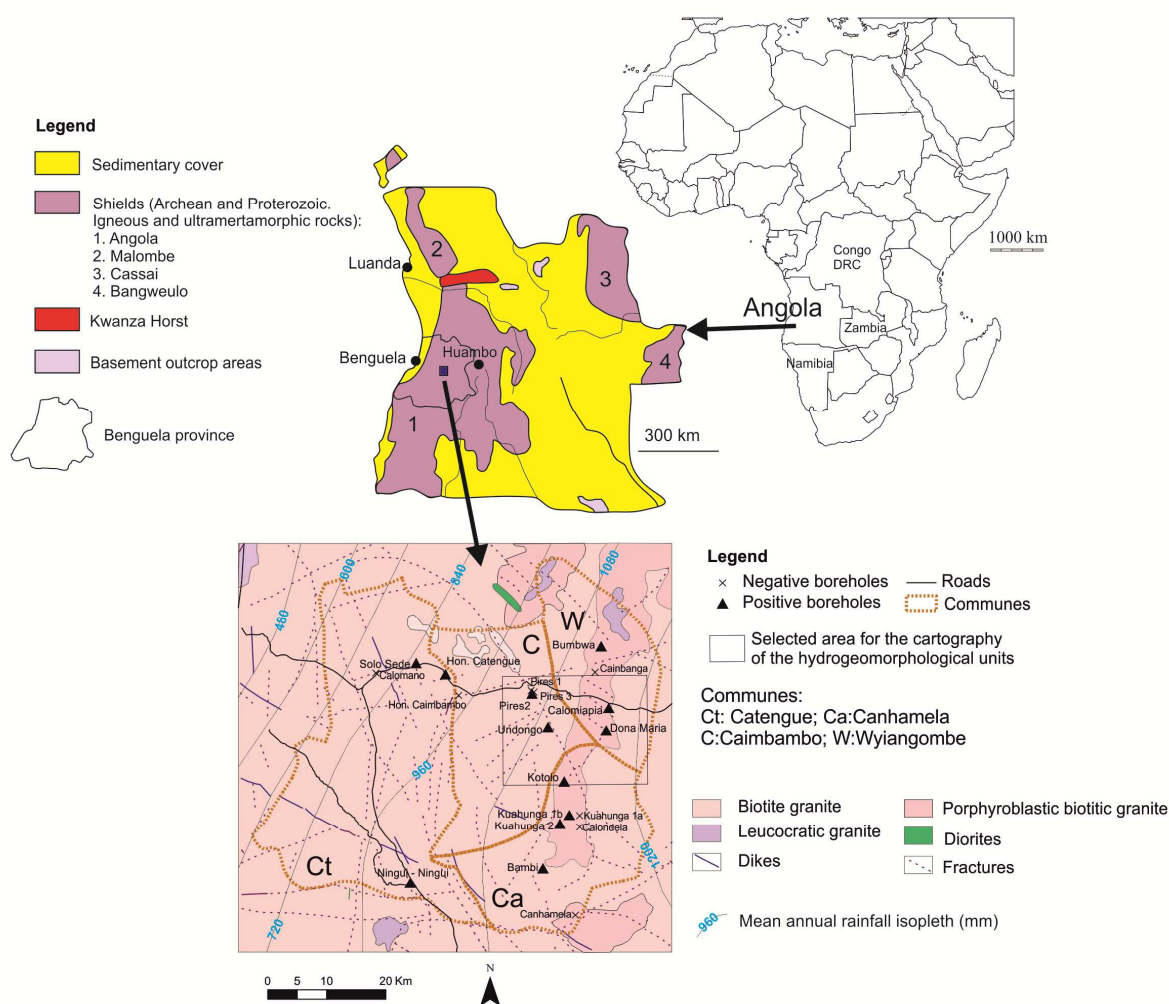 Legend
Sedimentary cover
Shields (Archean and Proterozoic.
Igneous and ultramertamorphic rocks):
1. Angola
2. Malombe
3. Cassai
4. Bangweulo
Kwanza Horst
Basement outcrop areas
Benguela province
Luanda
Benguela
Huambo
1
2
3
4
300 km
Angola
Congo
DRC
Zambia
Namibia
1000 km
480
800
840
1080
960
720
1200
W
C
Ct
Ca
Bumbwa
Cainbanga
Hon. Catengue
Solo Sede
Calomano
Hon. Caimbambo
Pires 1
Pires 3
Pires2
Calomiapia
Undongo
Dona Maria
Kotolo
Kuahunga 1b
Kuahunga 1a
Kuahunga 2
Calondela
Bambi
Ningui - Ningui
Canhamela
0 5 10 20 Km
N
Legend
Negative boreholes
Roads
Positive boreholes
Communes
Selected area for the cartography
of the hydrogeomorphological units
Communes:
Ct: Catengue; Ca:Canhamela
C:Caimbambo; W:Wyiangombe
Biotite granite
Porphyroblastic biotitic granite
Leucocratic granite
Diorites
Dikes
Fractures
960 Mean annual rainfall isopleth (mm)